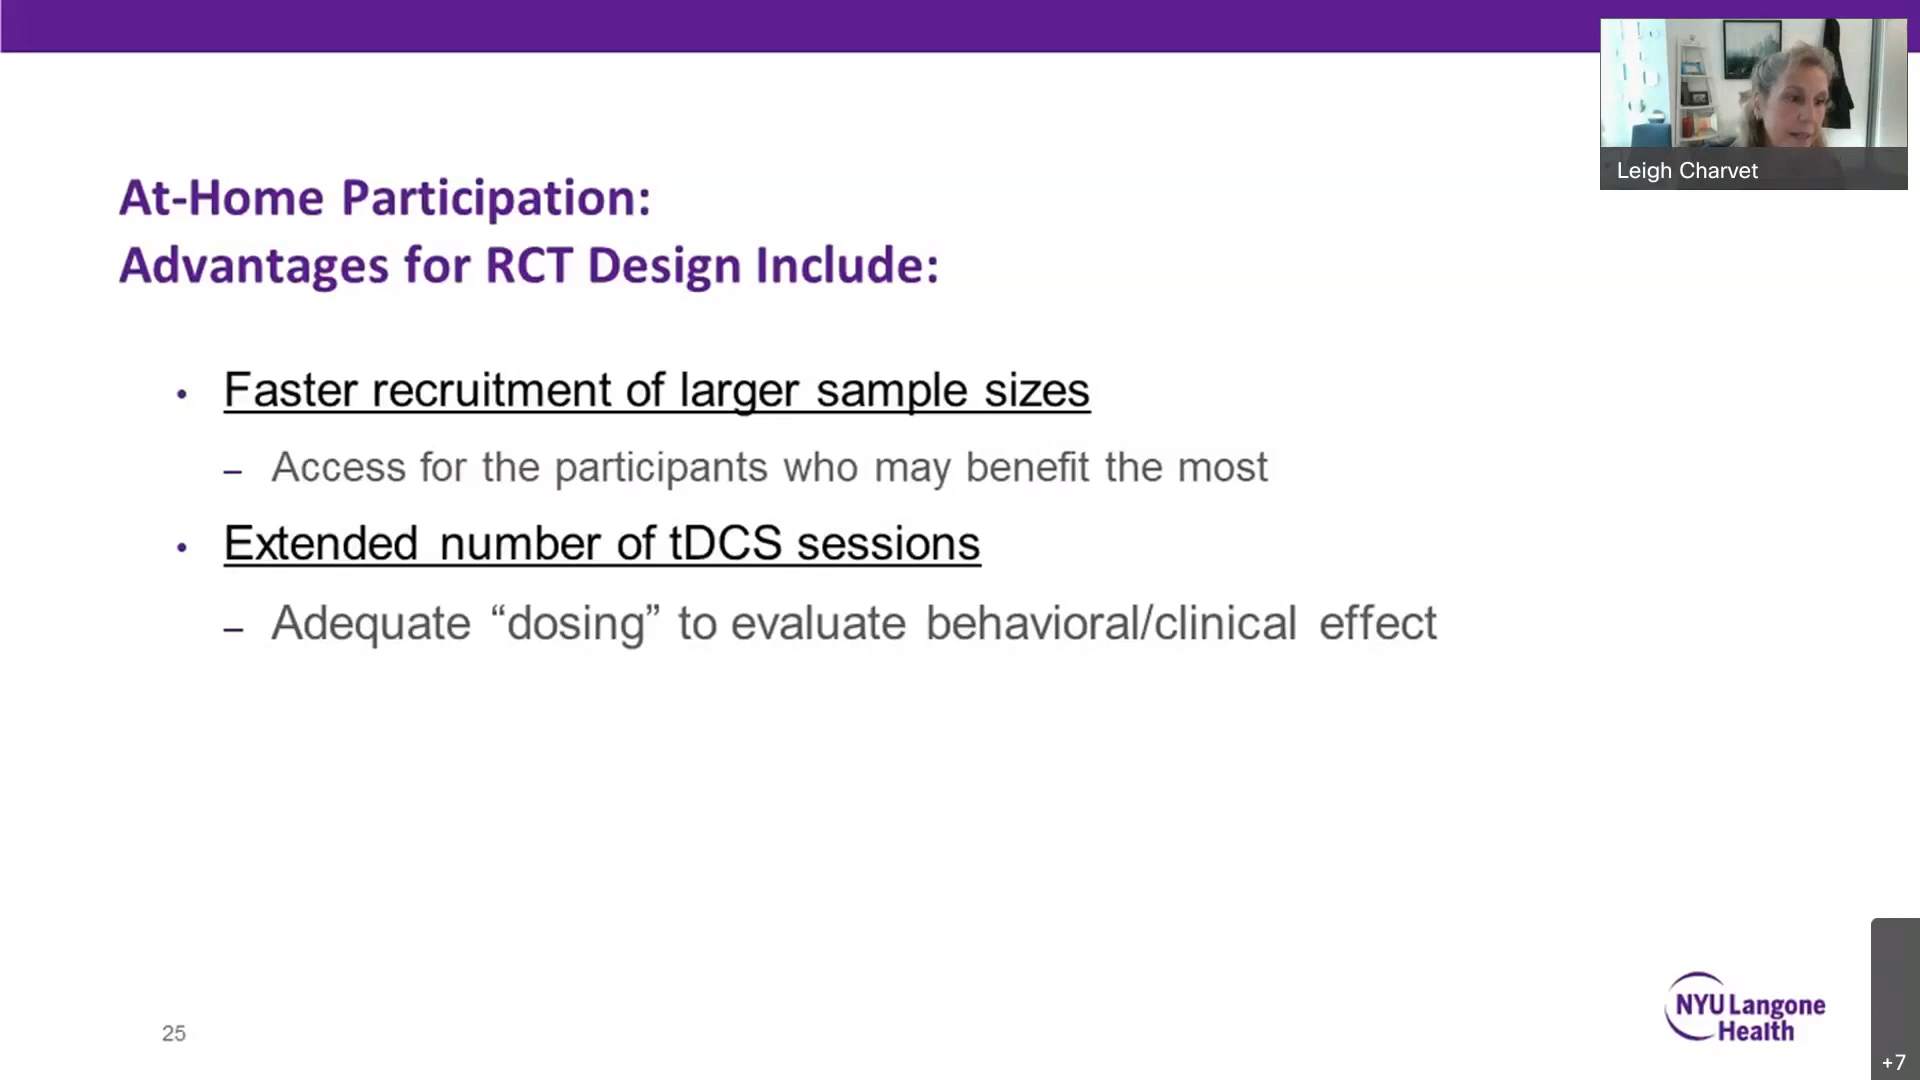 Leigh Charvet
At-Home Participation:
Advantages for RCT Design Include:
• Faster recruitment of larger sample sizes
– Access for the participants who may benefit the most
• Extended number of tDCS sessions
– Adequate “dosing” to evaluate behavioral/clinical effect
25
NYU Langone
Health
+7